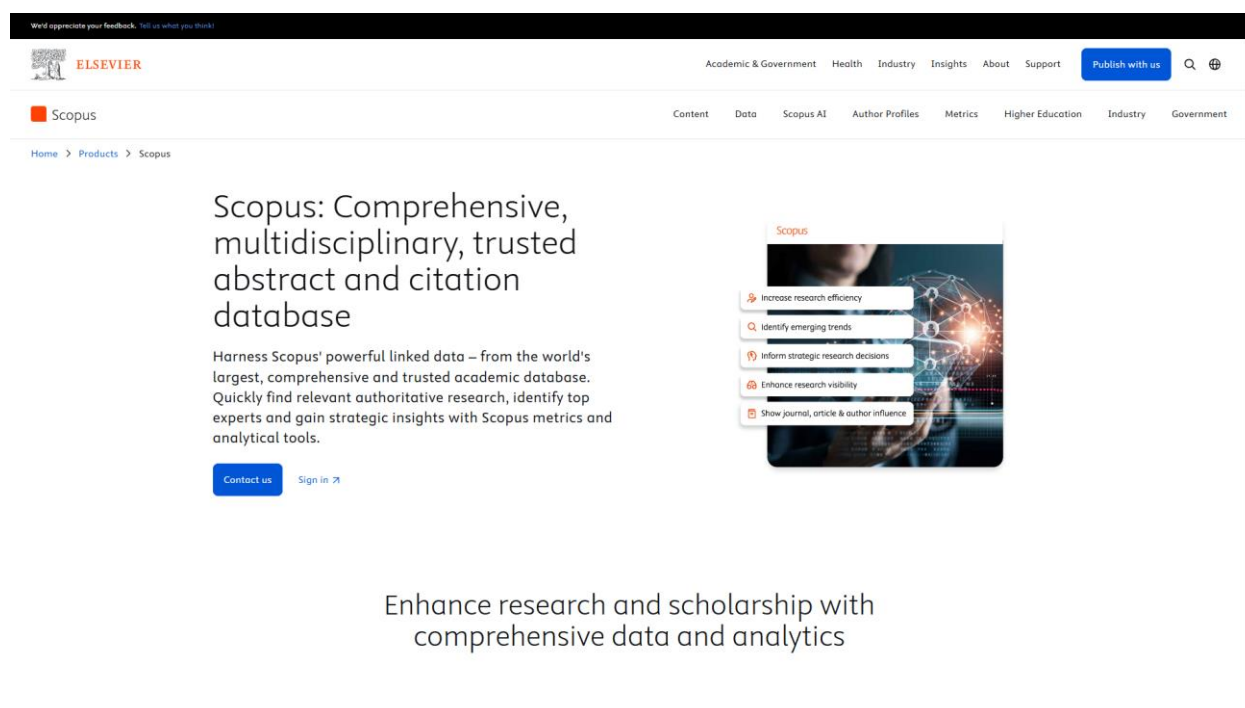 We'd appreciate your feedback. Tell us what you think!
ELSEVIER
Academic & Government Health Industry Insights About Support Publish with us
Scopus
Content Data Scopus AI Author Profiles Metrics Higher Education Industry Government
Home > Products > Scopus
Scopus: Comprehensive,
multidisciplinary, trusted
abstract and citation
database
Harness Scopus' powerful linked data – from the world's
largest, comprehensive and trusted academic database.
Quickly find relevant authoritative research, identify top
experts and gain strategic insights with Scopus metrics and
analytical tools.
Contact us Sign in ↗
Scopus
Increase research efficiency
Identify emerging trends
Inform strategic research decisions
Enhance research visibility
Show journal, article & author influence
Enhance research and scholarship with
comprehensive data and analytics